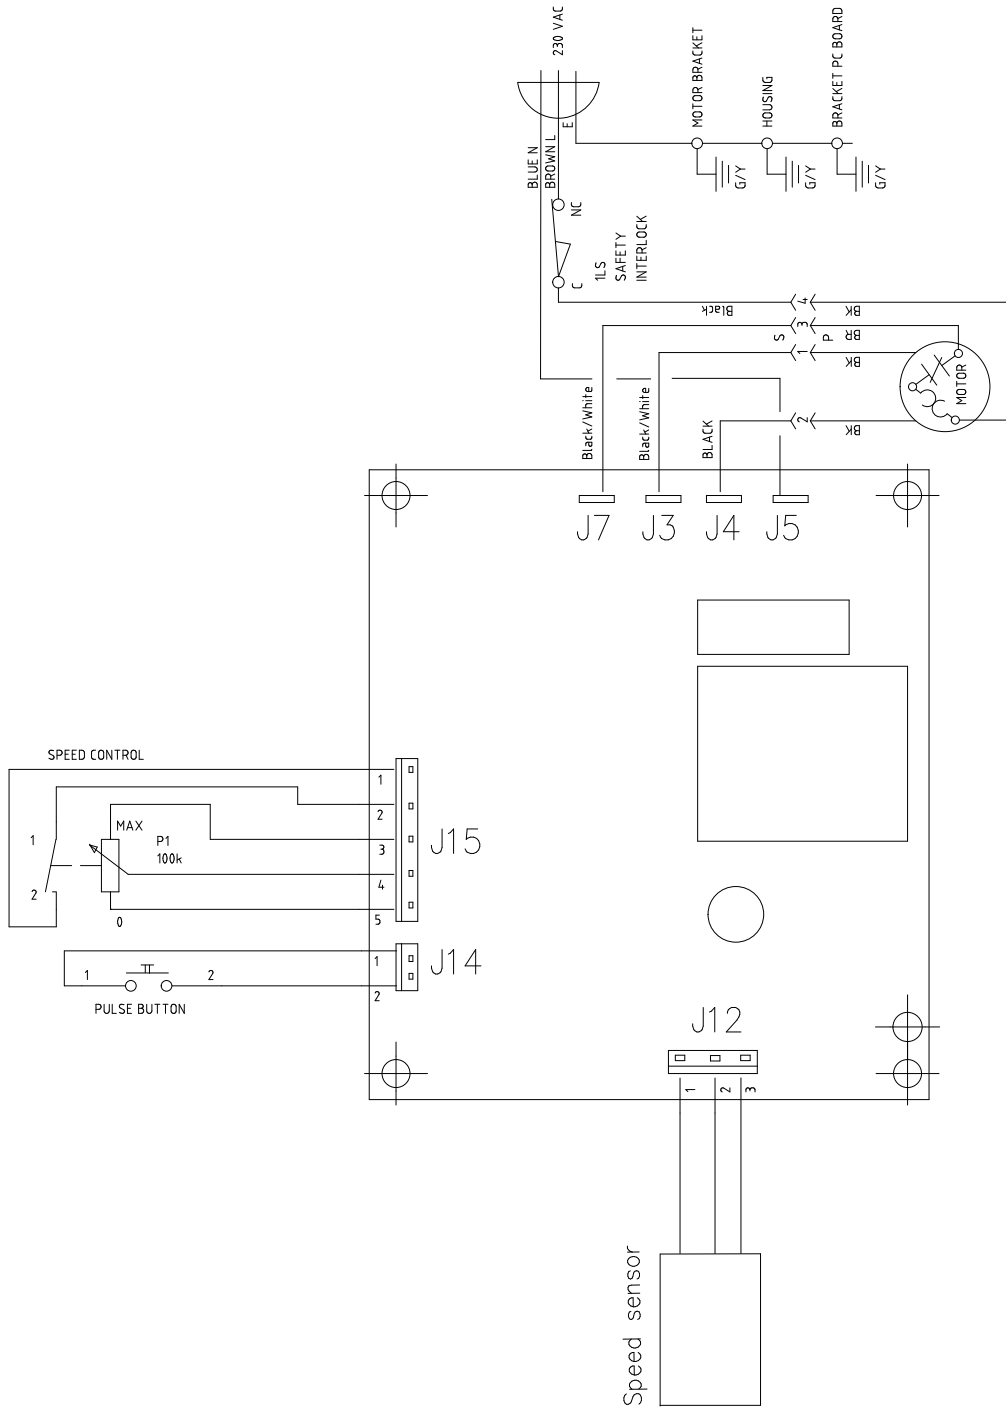 230 VAC
BLUE N
BROWN L
E
MOTOR BRACKET
HOUSING
BRACKET PC BOARD
G/Y
G/Y
G/Y
NC
C
1LS
SAFETY
INTERLOCK
Black
4
BK
S
3
P
BR
1
BK
2
BK
MOTOR
Black/White
Black/White
BLACK
J7
J3
J4
J5
SPEED CONTROL
1
2
MAX
P1
100k
0
1
2
3
4
5
J15
1
2
PULSE BUTTON
1
2
J14
J12
1
2
3
Speed sensor